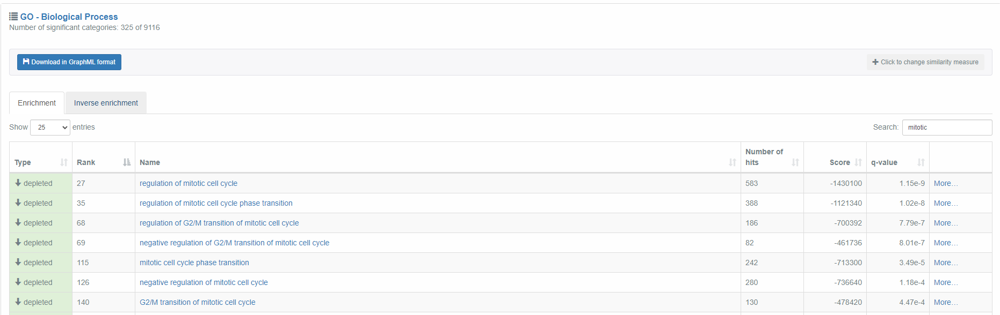 GO - Biological Process
Number of significant categories: 325 of 9116
Download in GraphML format
Click to change similarity measure
Enrichment
Inverse enrichment
Show 25 entries
Search: mitotic
Type Rank Name Number of hits Score q-value
depleted 27 regulation of mitotic cell cycle 583 -1430100 1.15e-9 More…
depleted 35 regulation of mitotic cell cycle phase transition 388 -1121340 1.02e-8 More…
depleted 68 regulation of G2/M transition of mitotic cell cycle 186 -700392 7.79e-7 More…
depleted 69 negative regulation of G2/M transition of mitotic cell cycle 82 -461736 8.01e-7 More…
depleted 115 mitotic cell cycle phase transition 242 -713300 3.49e-5 More…
depleted 126 negative regulation of mitotic cell cycle 280 -736640 1.18e-4 More…
depleted 140 G2/M transition of mitotic cell cycle 130 -478420 4.47e-4 More…